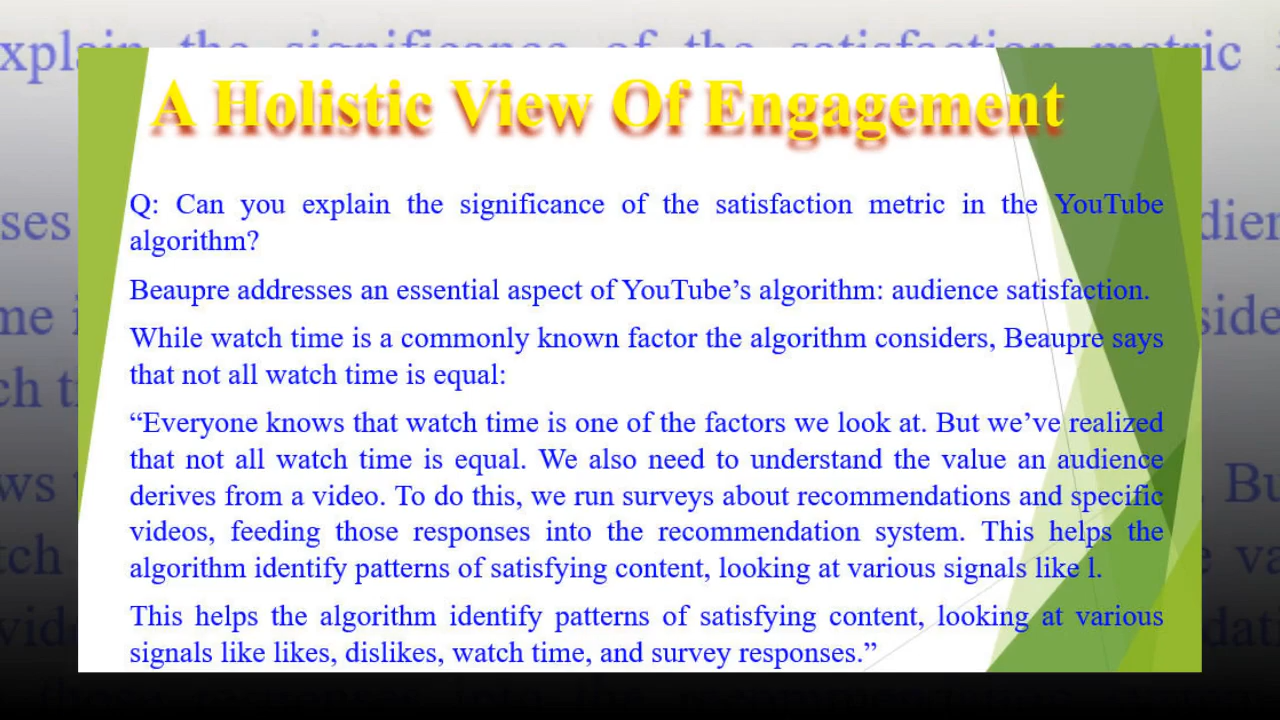 A Holistic View Of Engagement
Q: Can you explain the significance of the satisfaction metric in the YouTube
algorithm?
Beaupre addresses an essential aspect of YouTube’s algorithm: audience satisfaction.
While watch time is a commonly known factor the algorithm considers, Beaupre says
that not all watch time is equal:
“Everyone knows that watch time is one of the factors we look at. But we’ve realized
that not all watch time is equal. We also need to understand the value an audience
derives from a video. To do this, we run surveys about recommendations and specific
videos, feeding those responses into the recommendation system. This helps the
algorithm identify patterns of satisfying content, looking at various signals like l.
This helps the algorithm identify patterns of satisfying content, looking at various
signals like likes, dislikes, watch time, and survey responses.”